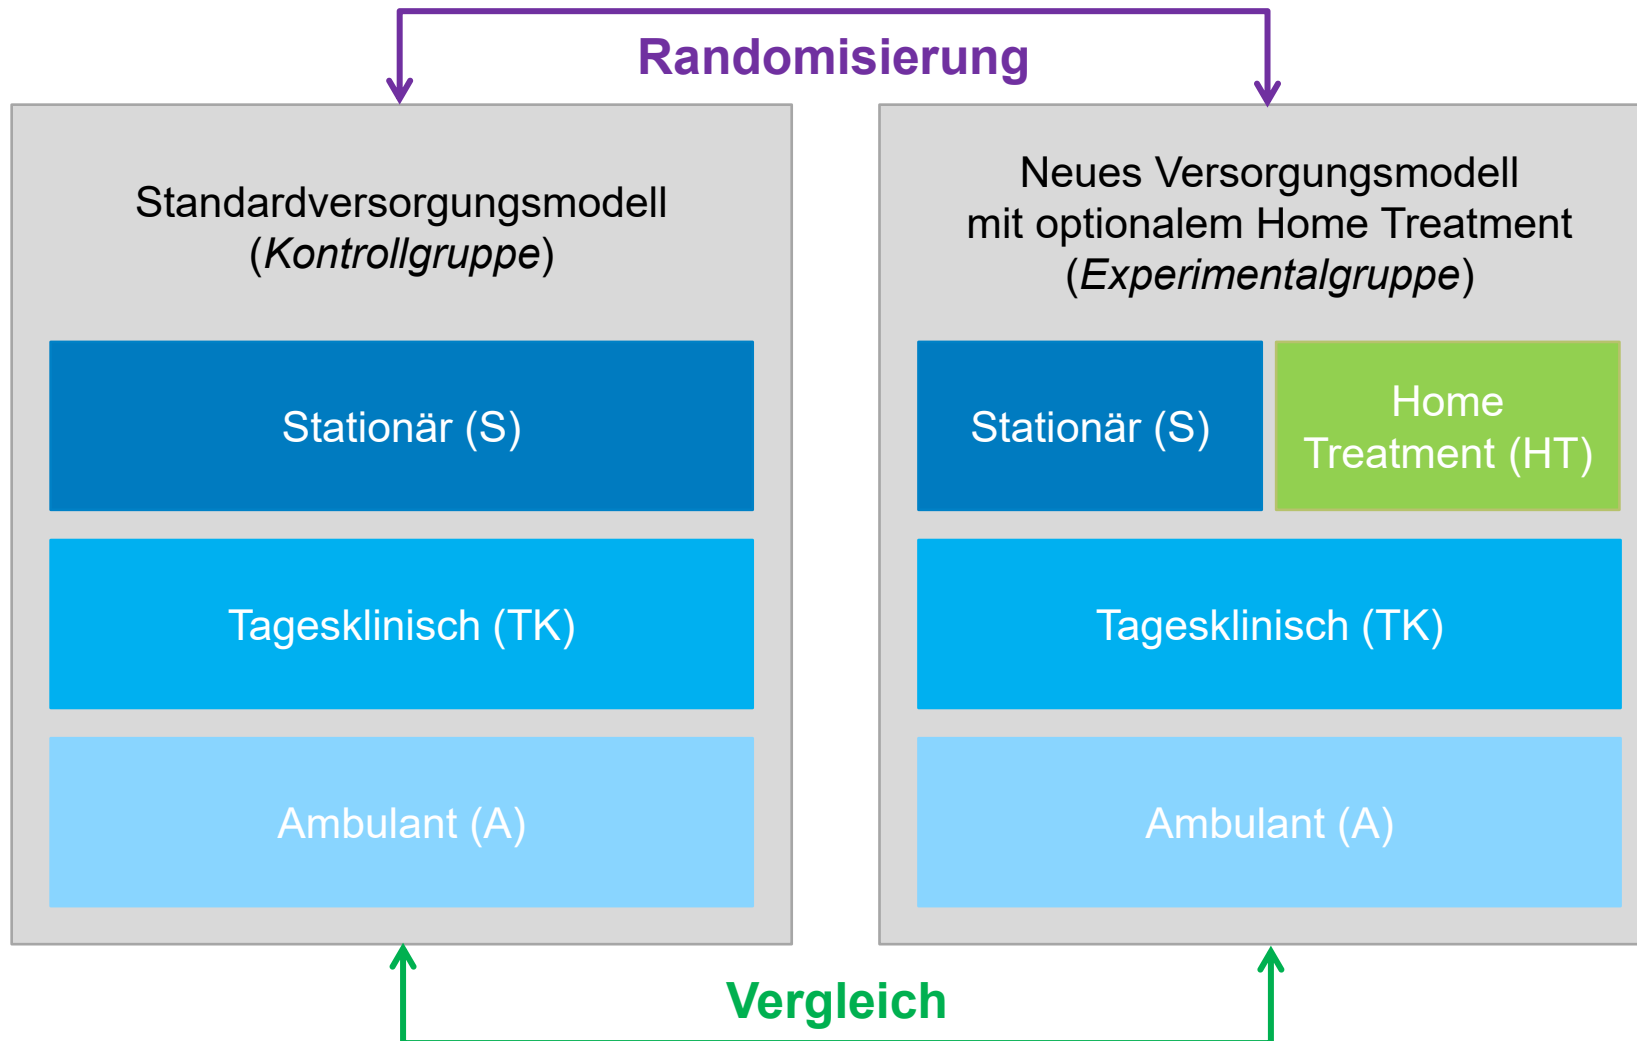 Randomisierung
Standardversorgungsmodell
(Kontrollgruppe)
Stationär (S)
Tagesklinisch (TK)
Ambulant (A)
Neues Versorgungsmodell
mit optionalem Home Treatment
(Experimentalgruppe)
Stationär (S)
Home
Treatment (HT)
Tagesklinisch (TK)
Ambulant (A)
Vergleich